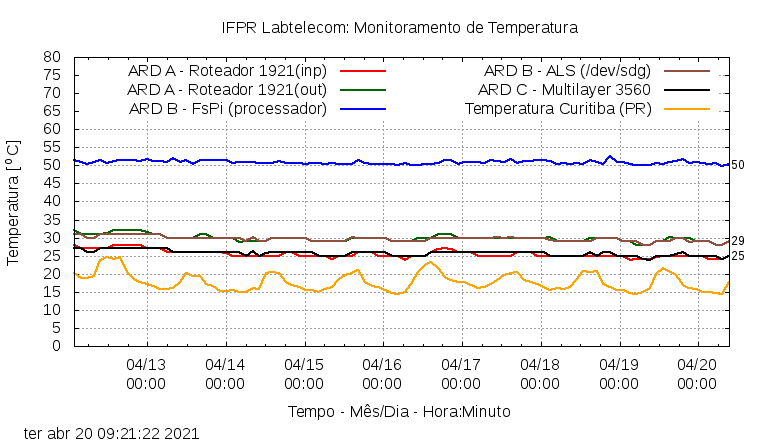 IFPR Labtelecom: Monitoramento de Temperatura
80
75
70
65
60
55
50
45
40
35
30
25
20
15
10
5
0
Temperatura [ ºC]
ARD A - Roteador 1921(inp)
ARD A - Roteador 1921(out)
ARD B - FsPi (processador)
ARD B - ALS (/dev/sdg)
ARD C - Multilayer 3560
Temperatura Curitiba (PR)
50
29
25
04/13 04/14 04/15 04/16 04/17 04/18 04/19 04/20
00:00 00:00 00:00 00:00 00:00 00:00 00:00 00:00
Tempo - Mês/Dia - Hora:Minuto
ter abr 20 09:21:22 2021